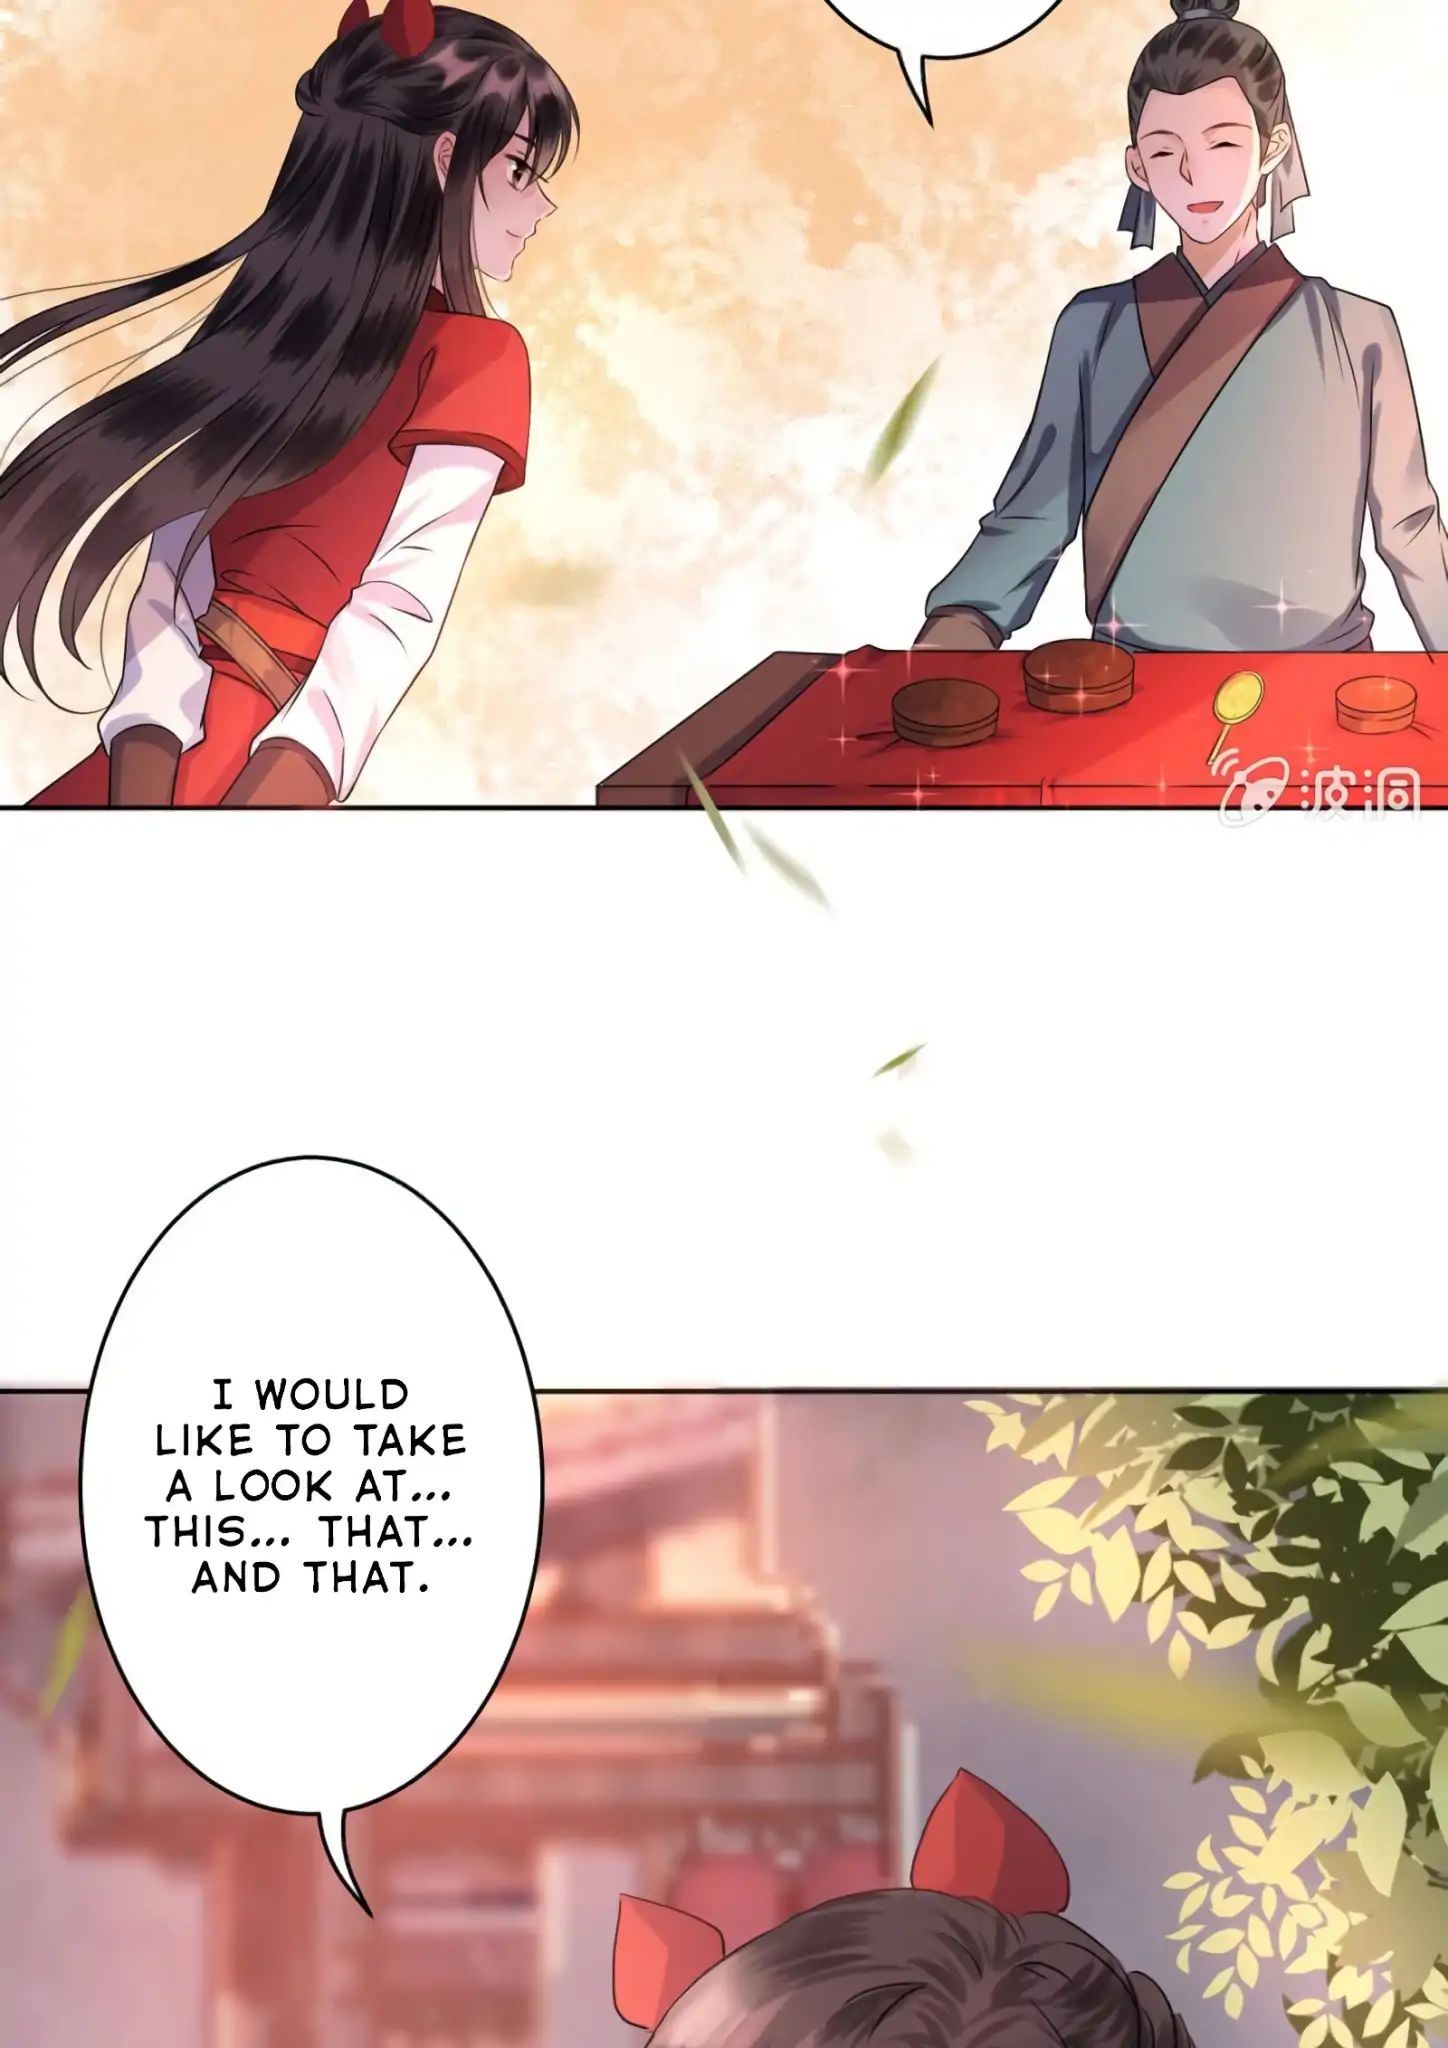 波洞
I WOULD
LIKE TO TAKE
A LOOK AT...
THIS... THAT...
AND THAT.